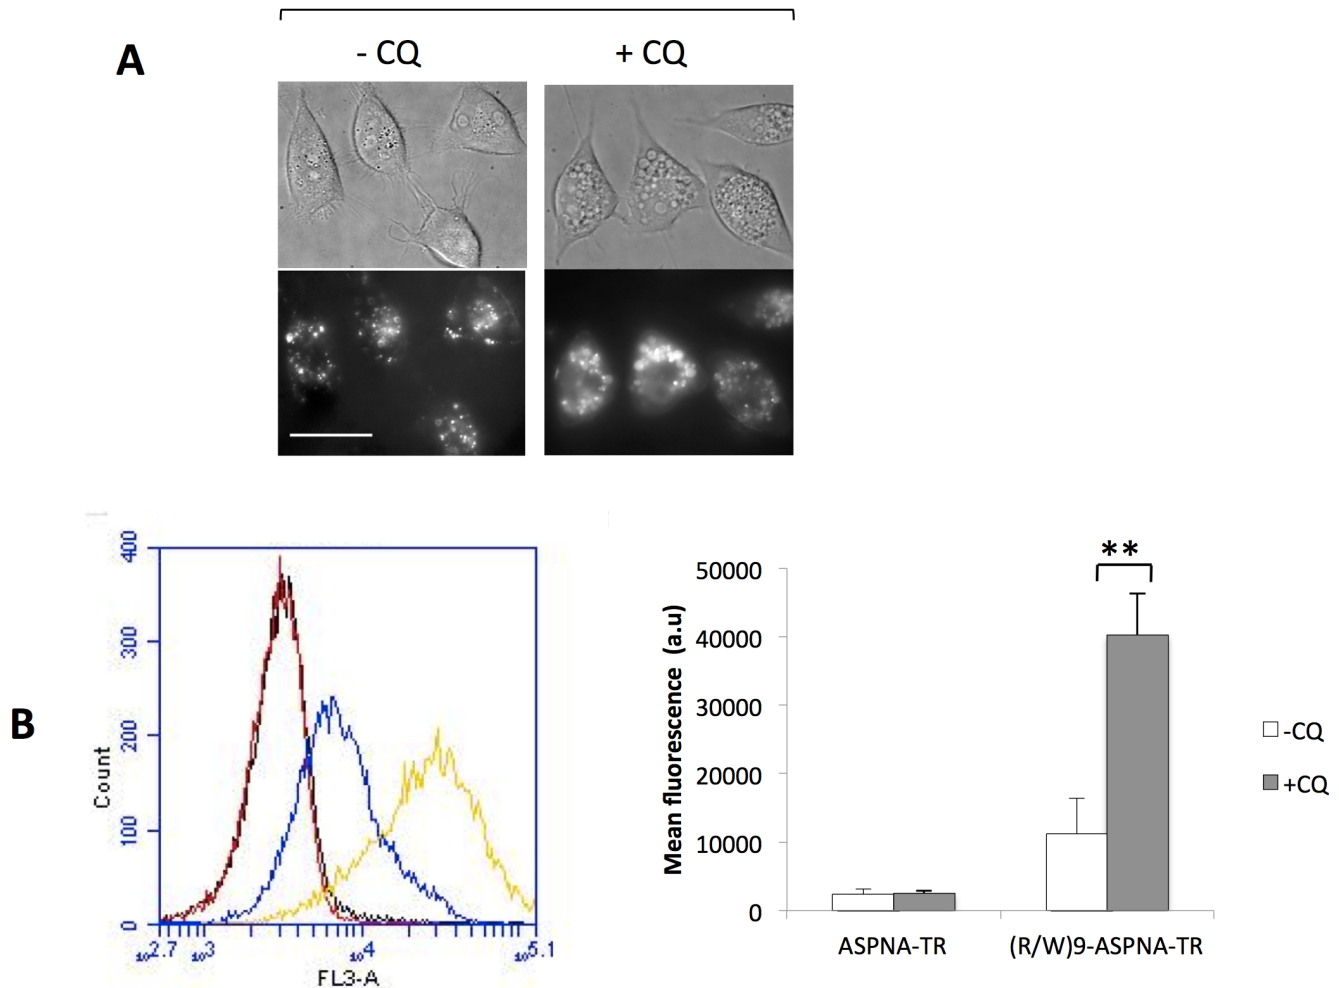 A
- CQ
+ CQ
B
400
300
200
100
0
Count
10^2.7
10^3
10^4
10^5.1
FL3-A
50000
40000
30000
20000
10000
0
Mean fluorescence (a.u)
**
ASPNA-TR
(R/W)9-ASPNA-TR
-CQ
+CQ